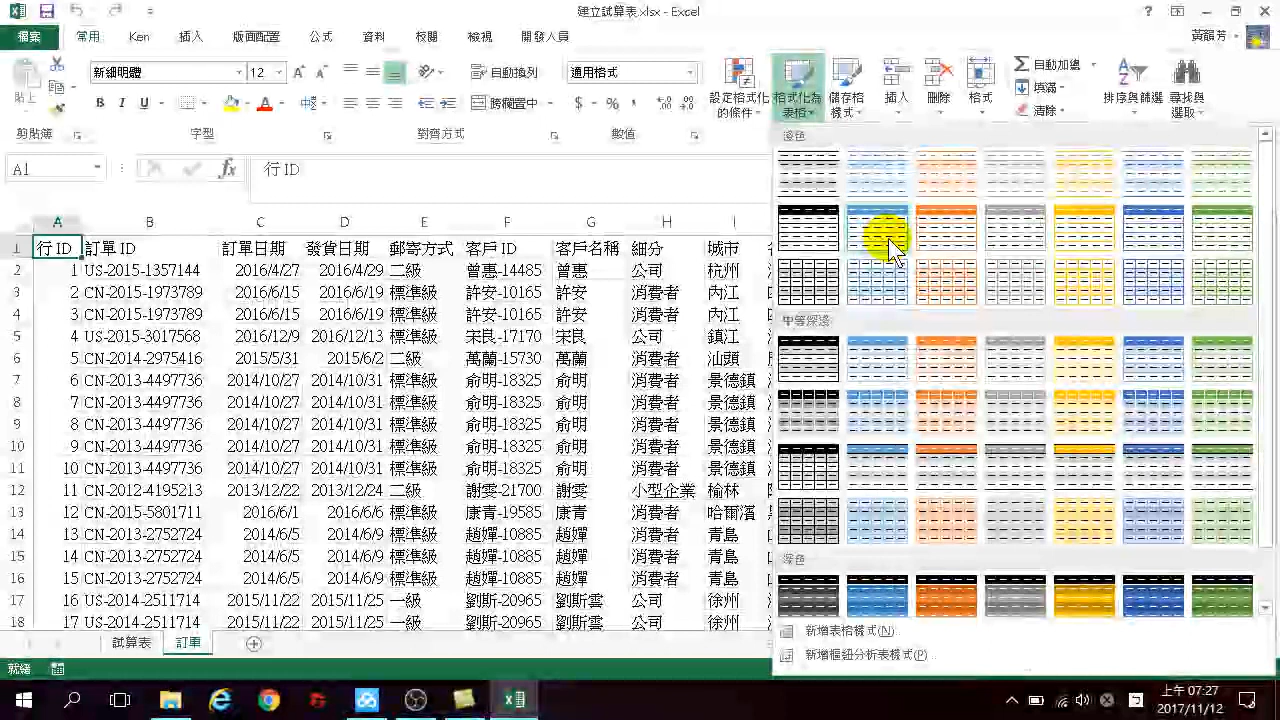 建立試算表.xlsx - Excel
檔案 常用 Ken 插入 版面配置 公式 資料 校閱 檢視 開發人員 黃韻芳
新細明體 12 自動換列 通用格式
貼上 B I U 跨欄置中 $ %
設定格式化的條件 格式化為表格 儲存格樣式 插入 刪除 格式 自動加總 填滿 清除 排序與篩選 尋找與選取
剪貼簿 字型 對齊方式 數值
A1 fx 行 ID
A B C D E F G H I
1 行 ID 訂單 ID 訂單日期 發貨日期 郵寄方式 客戶 ID 客戶名稱 細分 城市
2 1 US-2015-1357144 2016/4/27 2016/4/29 二級 曾惠-14485 曾惠 公司 杭州
3 2 CN-2015-1973789 2016/6/15 2016/6/19 標準級 許安-10165 許安 消費者 內江
4 3 CN-2015-1973789 2016/6/15 2016/6/19 標準級 許安-10165 許安 消費者 內江
5 4 US-2015-3017568 2016/12/9 2016/12/13 標準級 宋良-17170 宋良 公司 鎮江
6 5 CN-2014-2975416 2015/5/31 2015/6/2 二級 萬蘭-15730 萬蘭 消費者 汕頭
7 6 CN-2013-4497736 2014/10/27 2014/10/31 標準級 俞明-18325 俞明 消費者 景德鎮
8 7 CN-2013-4497736 2014/10/27 2014/10/31 標準級 俞明-18325 俞明 消費者 景德鎮
9 8 CN-2013-4497736 2014/10/27 2014/10/31 標準級 俞明-18325 俞明 消費者 景德鎮
10 9 CN-2013-4497736 2014/10/27 2014/10/31 標準級 俞明-18325 俞明 消費者 景德鎮
11 10 CN-2013-4497736 2014/10/27 2014/10/31 標準級 俞明-18325 俞明 消費者 景德鎮
12 11 CN-2012-4195213 2013/12/22 2013/12/24 二級 謝雯-21700 謝雯 小型企業 榆林
13 12 CN-2015-5801711 2016/6/1 2016/6/6 標準級 康青-19585 康青 消費者 哈爾濱
14 13 CN-2013-2752724 2014/6/5 2014/6/9 標準級 趙嬋-10885 趙嬋 消費者 青島
15 14 CN-2013-2752724 2014/6/5 2014/6/9 標準級 趙嬋-10885 趙嬋 消費者 青島
16 15 CN-2013-2752724 2014/6/5 2014/6/9 標準級 趙嬋-10885 趙嬋 消費者 青島
17 16 US-2014-2511714 2015/11/22 2015/11/25 一級 劉斯-20965 劉斯雲 公司 徐州
18 17 US-2014-2511714 2015/11/22 2015/11/25 一級 劉斯-20965 劉斯雲 公司 徐州
淺色
中等深淺
深色
新增表格樣式(N)...
新增樞紐分析表樣式(P)...
試算表 訂單
就緒
上午 07:27
2017/11/12